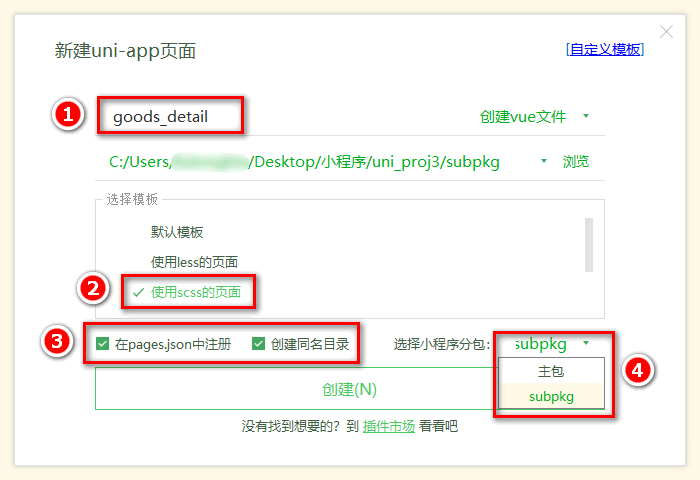 新建uni-app页面 [自定义模板]
1 goods_detail 创建vue文件
C:/Users/ /Desktop/小程序/uni_proj3/subpkg 浏览
选择模板
默认模板
使用less的页面
2 使用scss的页面
3 在pages.json中注册 创建同名目录 选择小程序分包: subpkg
主包
4
subpkg
创建(N)
没有找到想要的？到 插件市场 看看吧